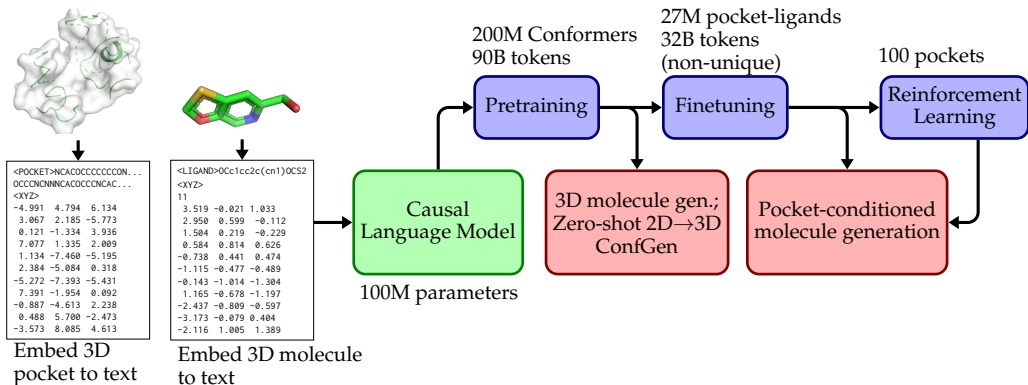 <POCKET>NCACOCCCCCCCON...
OCCCNCNNNCACOCCCNCAC...
<XYZ>
-4.991 4.794 6.134
3.067 2.185 -5.773
0.121 -1.334 3.936
7.077 1.335 2.009
1.134 -7.460 -5.195
2.384 -5.084 0.318
-5.272 -7.393 -5.431
7.391 -1.954 0.092
-0.887 -4.613 2.238
0.488 5.700 -2.473
-3.573 8.085 4.613
Embed 3D
pocket to text
<LIGAND>OCc1cc2c(cn1)OCS2
<XYZ>
11
3.519 -0.021 1.033
2.950 0.599 -0.112
1.504 0.219 -0.229
0.584 0.814 0.626
-0.738 0.441 0.474
-1.115 -0.477 -0.489
-0.143 -1.014 -1.304
1.165 -0.678 -1.197
-2.437 -0.809 -0.597
-3.173 -0.079 0.404
-2.116 1.005 1.389
Embed 3D molecule
to text
Causal
Language Model
100M parameters
200M Conformers
90B tokens
Pretraining
3D molecule gen.;
Zero-shot 2D→3D
ConfGen
27M pocket-ligands
32B tokens
(non-unique)
Finetuning
Pocket-conditioned
molecule generation
100 pockets
Reinforcement
Learning